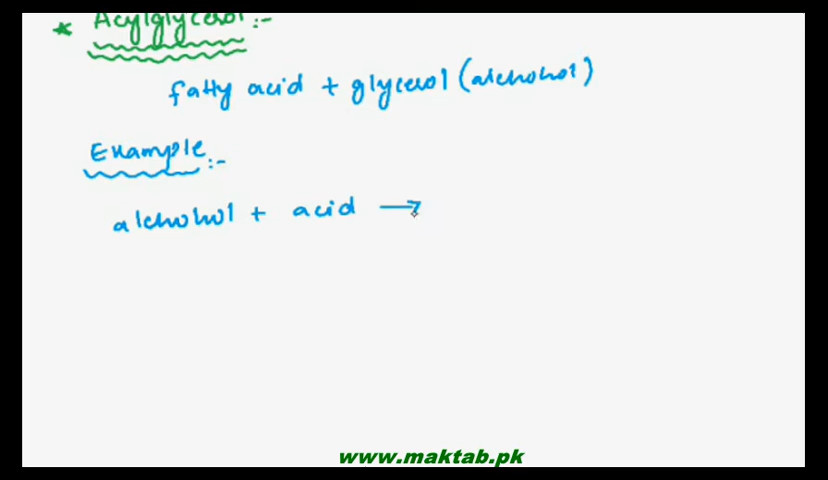 * Acylglycerol:-
fatty acid + glycerol (alchohol)
Example:-
alchohol + acid →
www.maktab.pk